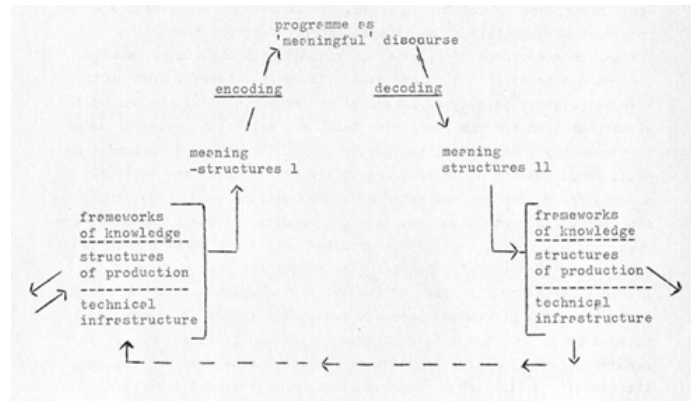 programme as
'meaningful' discourse
encoding
decoding
meaning
-structures 1
meaning
structures 11
frameworks
of knowledge
structures
of production
technical
infrastructure
frameworks
of knowledge
structures
of production
technical
infrastructure